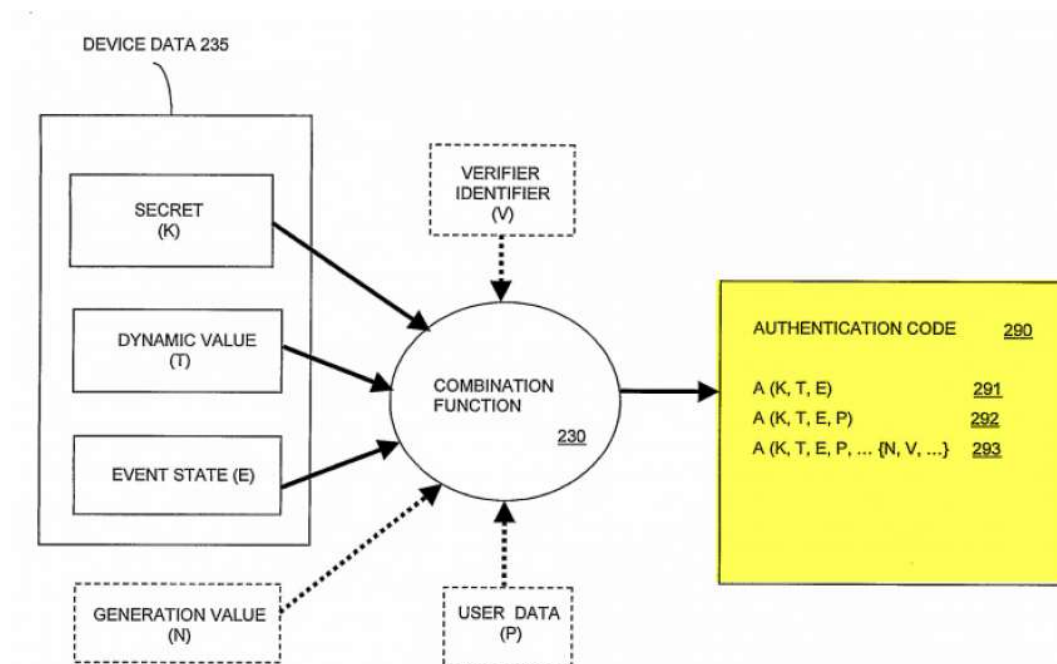 DEVICE DATA 235
SECRET
(K)
DYNAMIC VALUE
(T)
EVENT STATE (E)
GENERATION VALUE
(N)
VERIFIER
IDENTIFIER
(V)
COMBINATION
FUNCTION
230
USER DATA
(P)
AUTHENTICATION CODE 290
A (K, T, E) 291
A (K, T, E, P) 292
A (K, T, E, P, ... {N, V, ...} 293